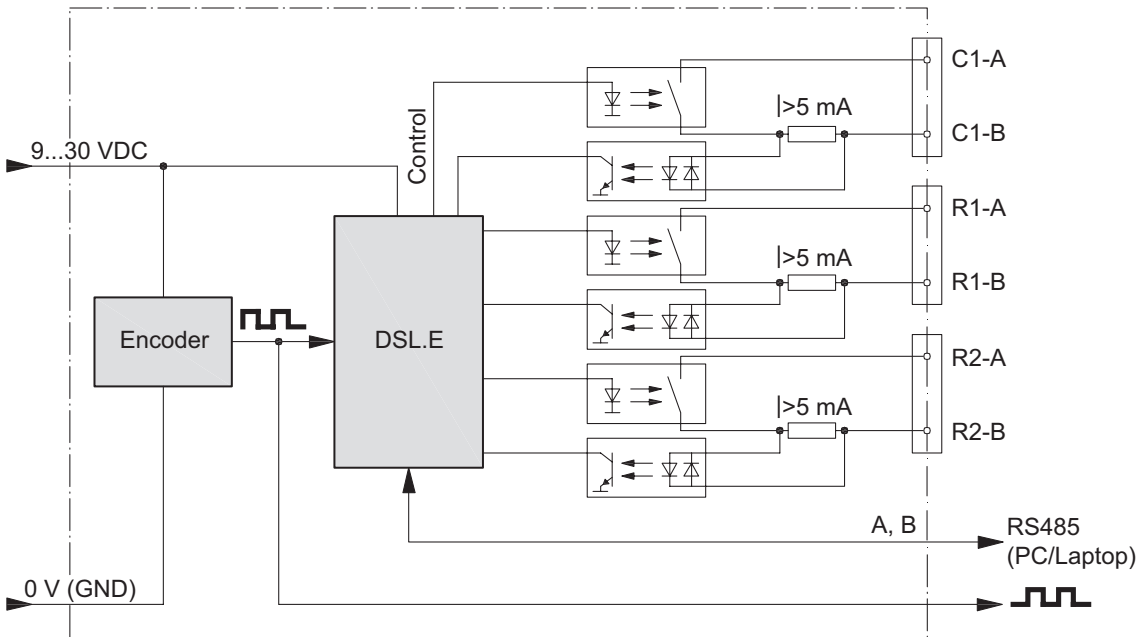 C1-A
I>5 mA
C1-B
9...30 VDC
Control
R1-A
I>5 mA
R1-B
Encoder
DSL.E
R2-A
I>5 mA
R2-B
A, B
RS485
(PC/Laptop)
0 V (GND)